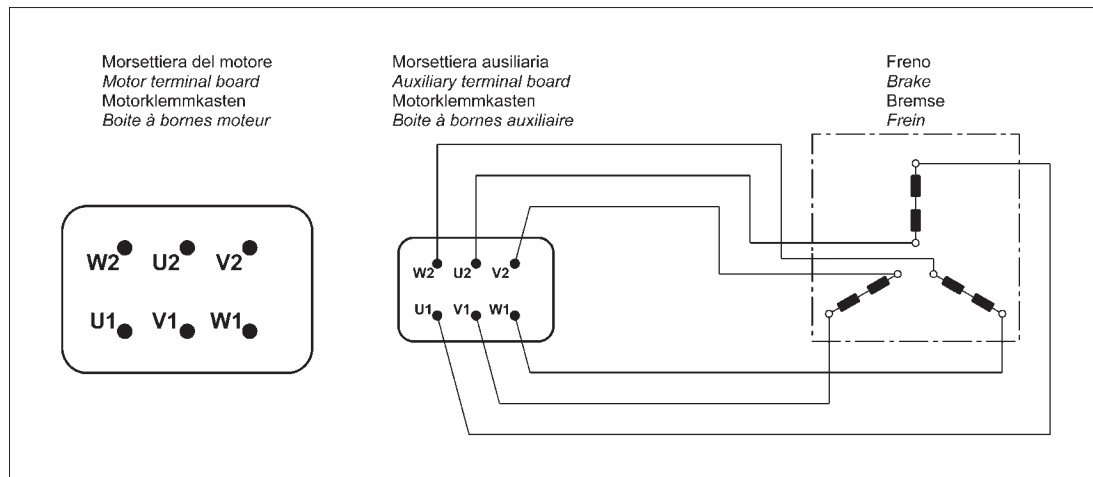 Morsettiera del motore
Motor terminal board
Motorklemmkasten
Boite à bornes moteur
Morsettiera ausiliaria
Auxiliary terminal board
Motorklemmkasten
Boite à bornes auxiliaire
Freno
Brake
Bremse
Frein
W2 U2 V2
U1 V1 W1
W2 U2 V2
U1 V1 W1